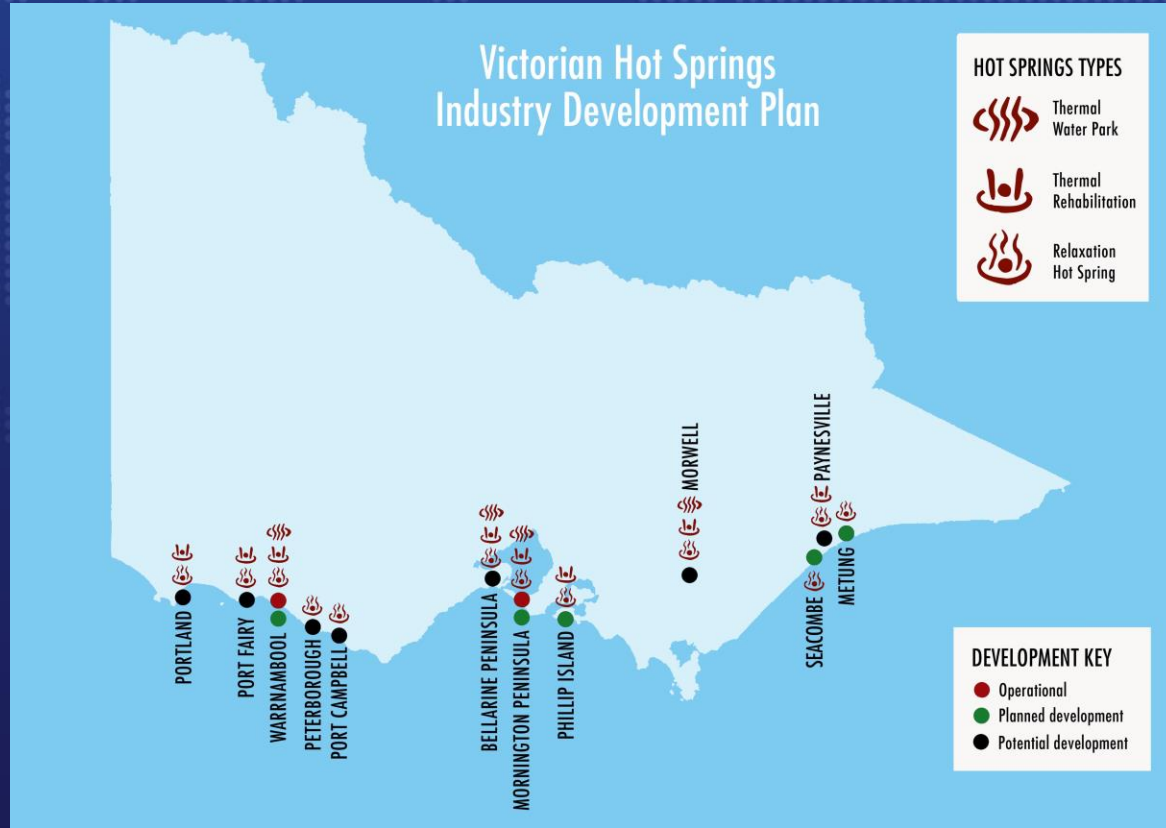 Victorian Hot Springs
Industry Development Plan
HOT SPRINGS TYPES
Thermal
Water Park
Thermal
Rehabilitation
Relaxation
Hot Spring
PORTLAND
PORT FAIRY
WARRNAMBOOL
PETERBOROUGH
PORT CAMPBELL
BELLARINE PENINSULA
MORNINGTON PENINSULA
PHILLIP ISLAND
MORWELL
SEACOMBE
PAYNESVILLE
METUNG
DEVELOPMENT KEY
Operational
Planned development
Potential development